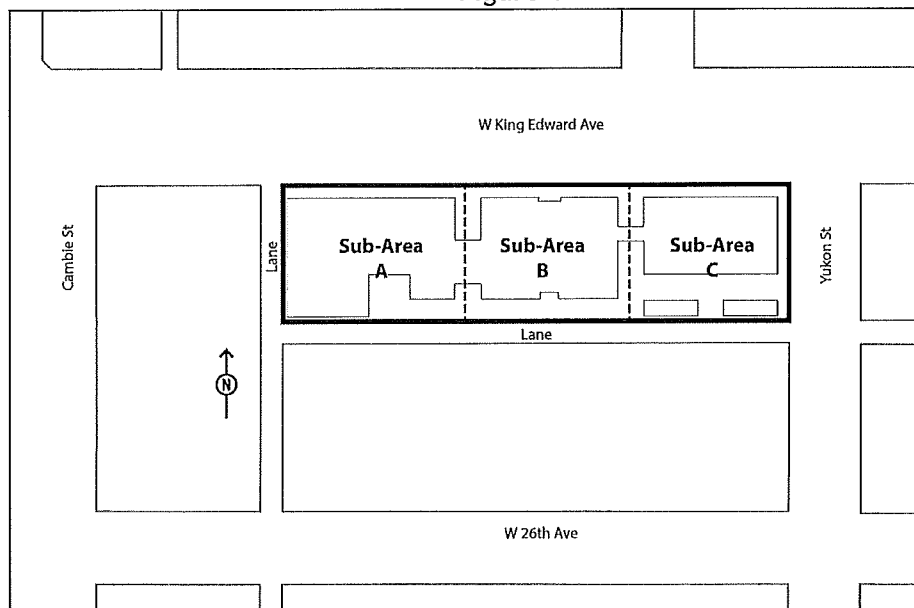 W King Edward Ave
Cambie St
Lane
Sub-Area
A
Sub-Area
B
Sub-Area
C
Yukon St
Lane
N
W 26th Ave